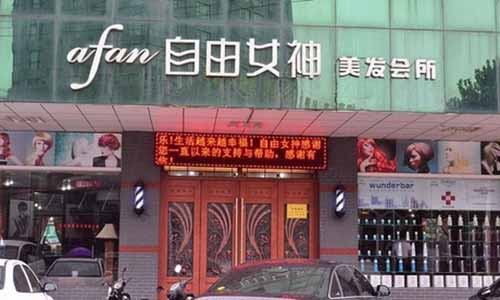 afan 自由女神 美发会所
乐!生活越来越幸福!自由女神感谢
一直以来的支持与帮助,感谢有
你!
wunderbar